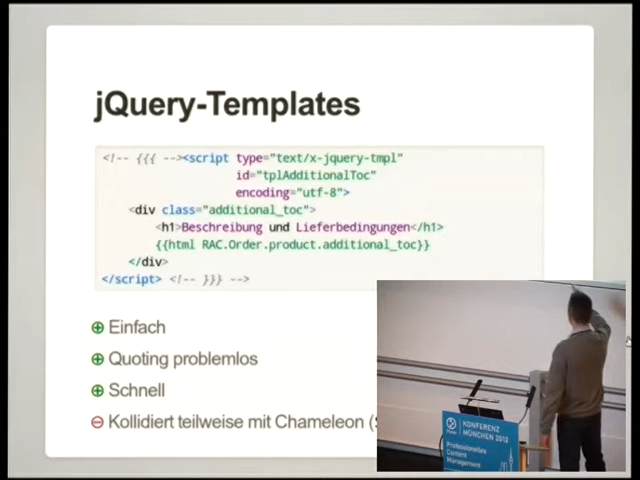 jQuery-Templates
<!-- {{{ --><script type="text/x-jquery-tmpl"
id="tplAdditionalToc"
encoding="utf-8">
<div class="additional_toc">
<h1>Beschreibung und Lieferbedingungen</h1>
{{html RAC.Order.product.additional_toc}}
</div>
</script> <!-- }}} -->
Einfach
Quoting problemlos
Schnell
Kollidiert teilweise mit Chameleon (
KONFERENZ
MÜNCHEN 2012
Professionelles
Content
Management